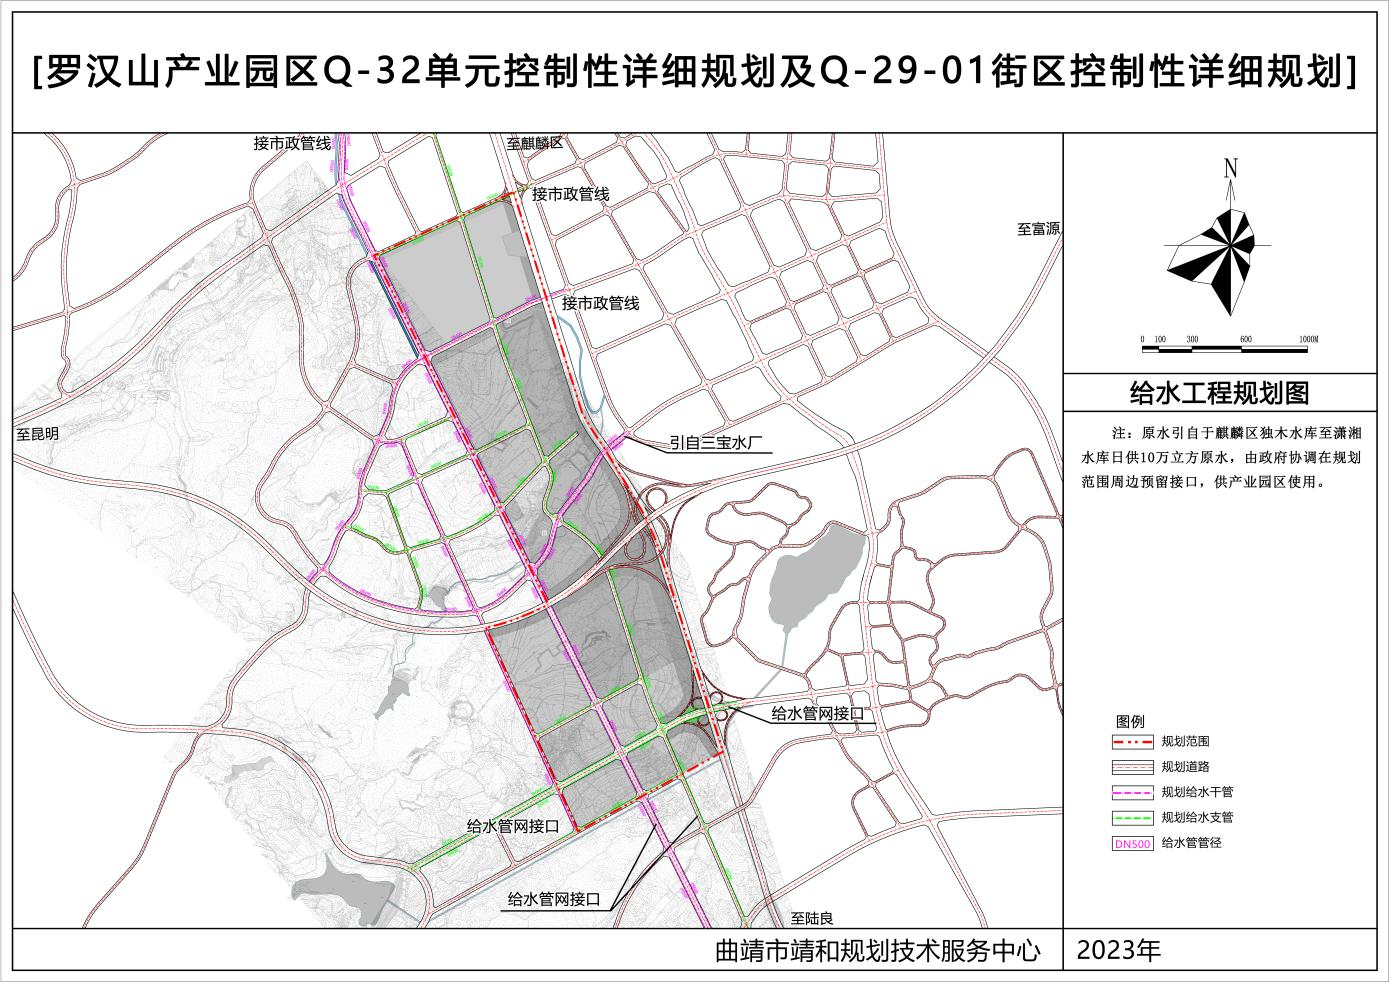 [罗汉山产业园区Q-32单元控制性详细规划及Q-29-01街区控制性详细规划]
接市政管线
至麒麟区
接市政管线
至富源
接市政管线
至昆明
引自三宝水厂
给水管网接口
给水管网接口
给水管网接口
至陆良
N
0 100 300 600 1000M
给水工程规划图
注：原水引自于麒麟区独木水库至潇湘
水库日供10万立方原水，由政府协调在规划
范围周边预留接口，供产业园区使用。
图例
规划范围
规划道路
规划给水干管
规划给水支管
DN500 给水管管径
曲靖市靖和规划技术服务中心
2023年